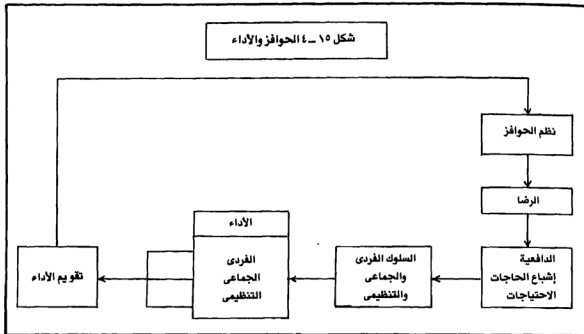 شكل ١٥ – ٤ الحوافز والأداء
نظم الحوافز
الرضا
الدافعية
إشباع الحاجات
الاحتياجات
السلوك الفردى
والجماعى
والتنظيمى
الأداء
الفردى
الجماعى
التنظيمى
تقويم الأداء